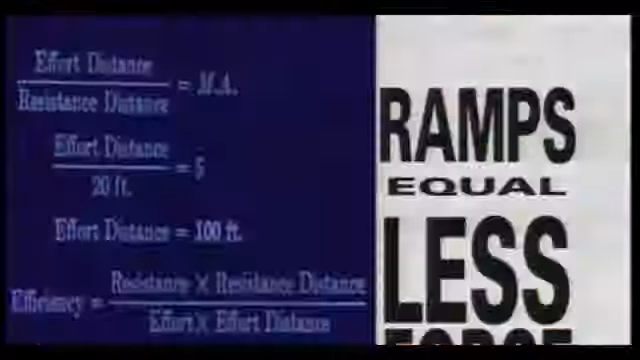 Effort Distance
Resistance Distance
= M.A.
Effort Distance
20 ft.
= 5
Effort Distance = 100 ft.
Efficiency =
Resistance × Resistance Distance
Effort × Effort Distance
RAMPS
EQUAL
LESS
FORCE